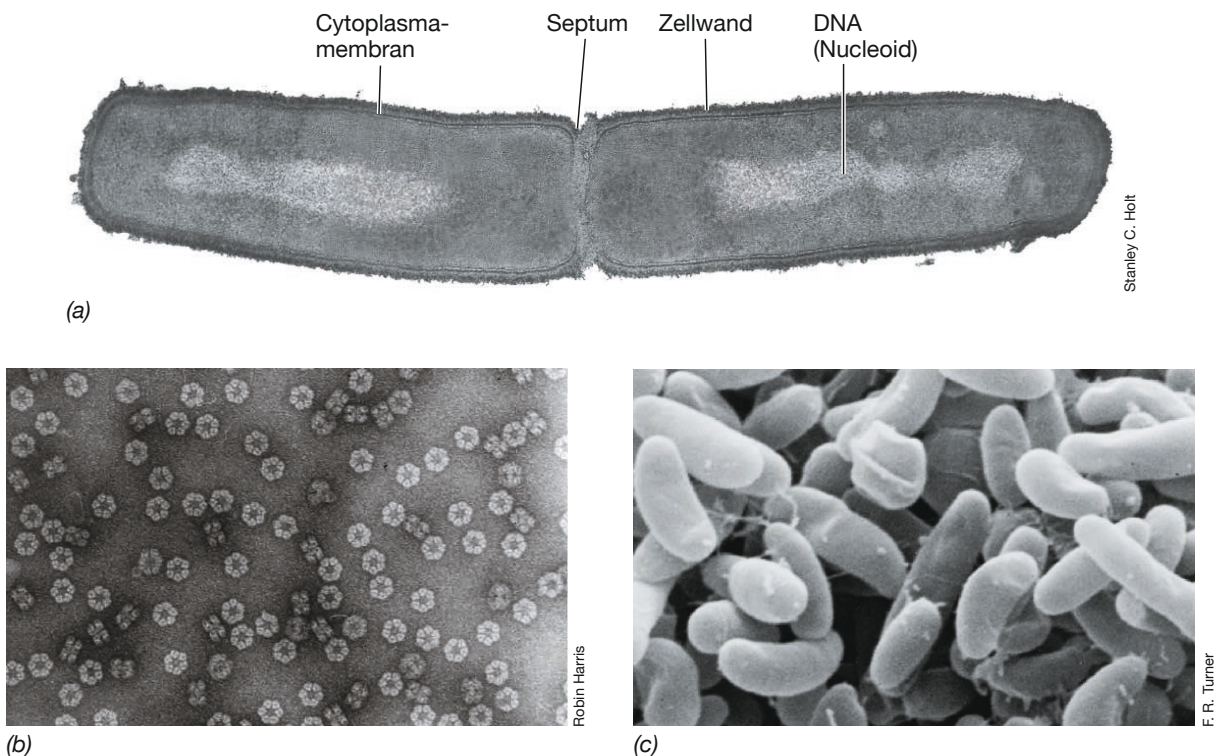 Cytoplasma-
membran
Septum
Zellwand
DNA
(Nucleoid)
Stanley C. Holt
(a)
Robin Harris
(b)
F. R. Turner
(c)